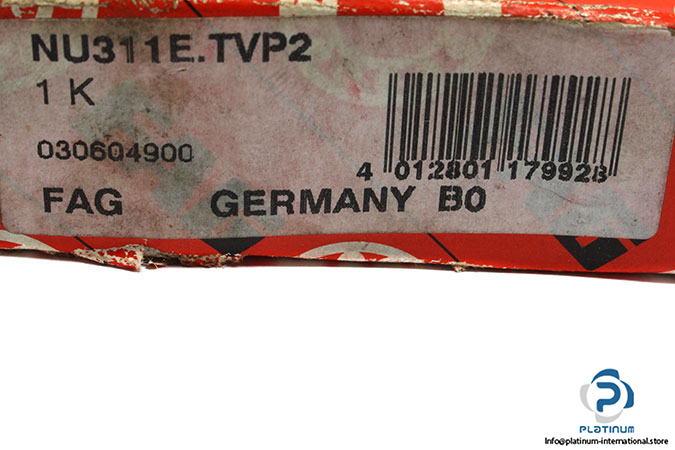 NU311E.TVP2
1 K
030604900
4 012801 179928
FAG GERMANY B0
PLATINUM
info@platinum-international.store